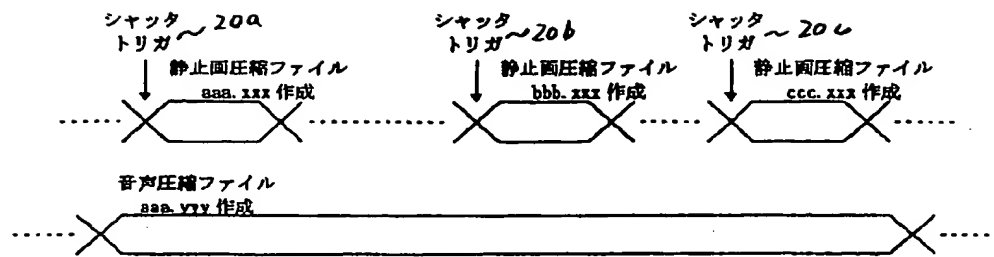 シャッタ
トリガ 20a
静止画圧縮ファイル
aaa.xxx 作成
シャッタ
トリガ 20b
静止画圧縮ファイル
bbb.xxx 作成
シャッタ
トリガ 20c
静止画圧縮ファイル
ccc.xxx 作成
音声圧縮ファイル
aaa.yyy 作成